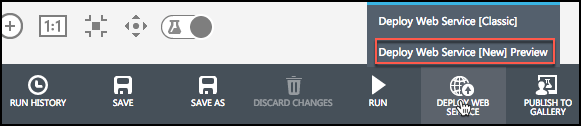 Deploy Web Service [Classic]
1:1
Deploy Web Service [New] Preview
RUN HISTORY
SAVE
SAVE AS
DISCARD CHANGES
RUN
DEPLOY WEB
SERVICE
PUBLISH TO
GALLERY